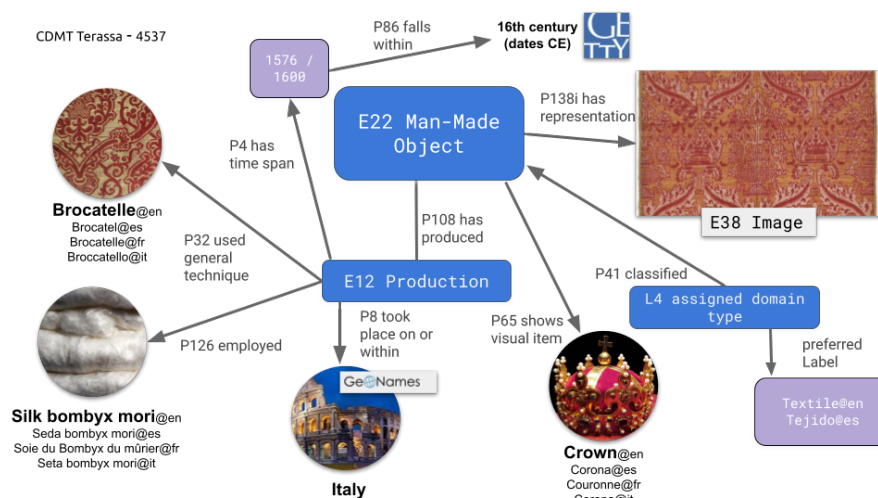 CDMT Terassa - 4537
P86 falls
within
16th century
(dates CE)
GE
TTY
1576 /
1600
E22 Man-Made
Object
P138i has
representation
E38 Image
P4 has
time span
P108 has
produced
Brocatelle@en
Brocatel@es
Brocatelle@fr
Broccatello@it
P32 used
general
technique
E12 Production
P41 classified
L4 assigned domain
type
P126 employed
P8 took
place on or
within
P65 shows
visual item
preferred
Label
GeoNames
Textile@en
Tejido@es
Silk bombyx mori@en
Seda bombyx mori@es
Soie du Bombyx du mûrier@fr
Seta bombyx mori@it
Italy
Crown@en
Corona@es
Couronne@fr
Corona@it